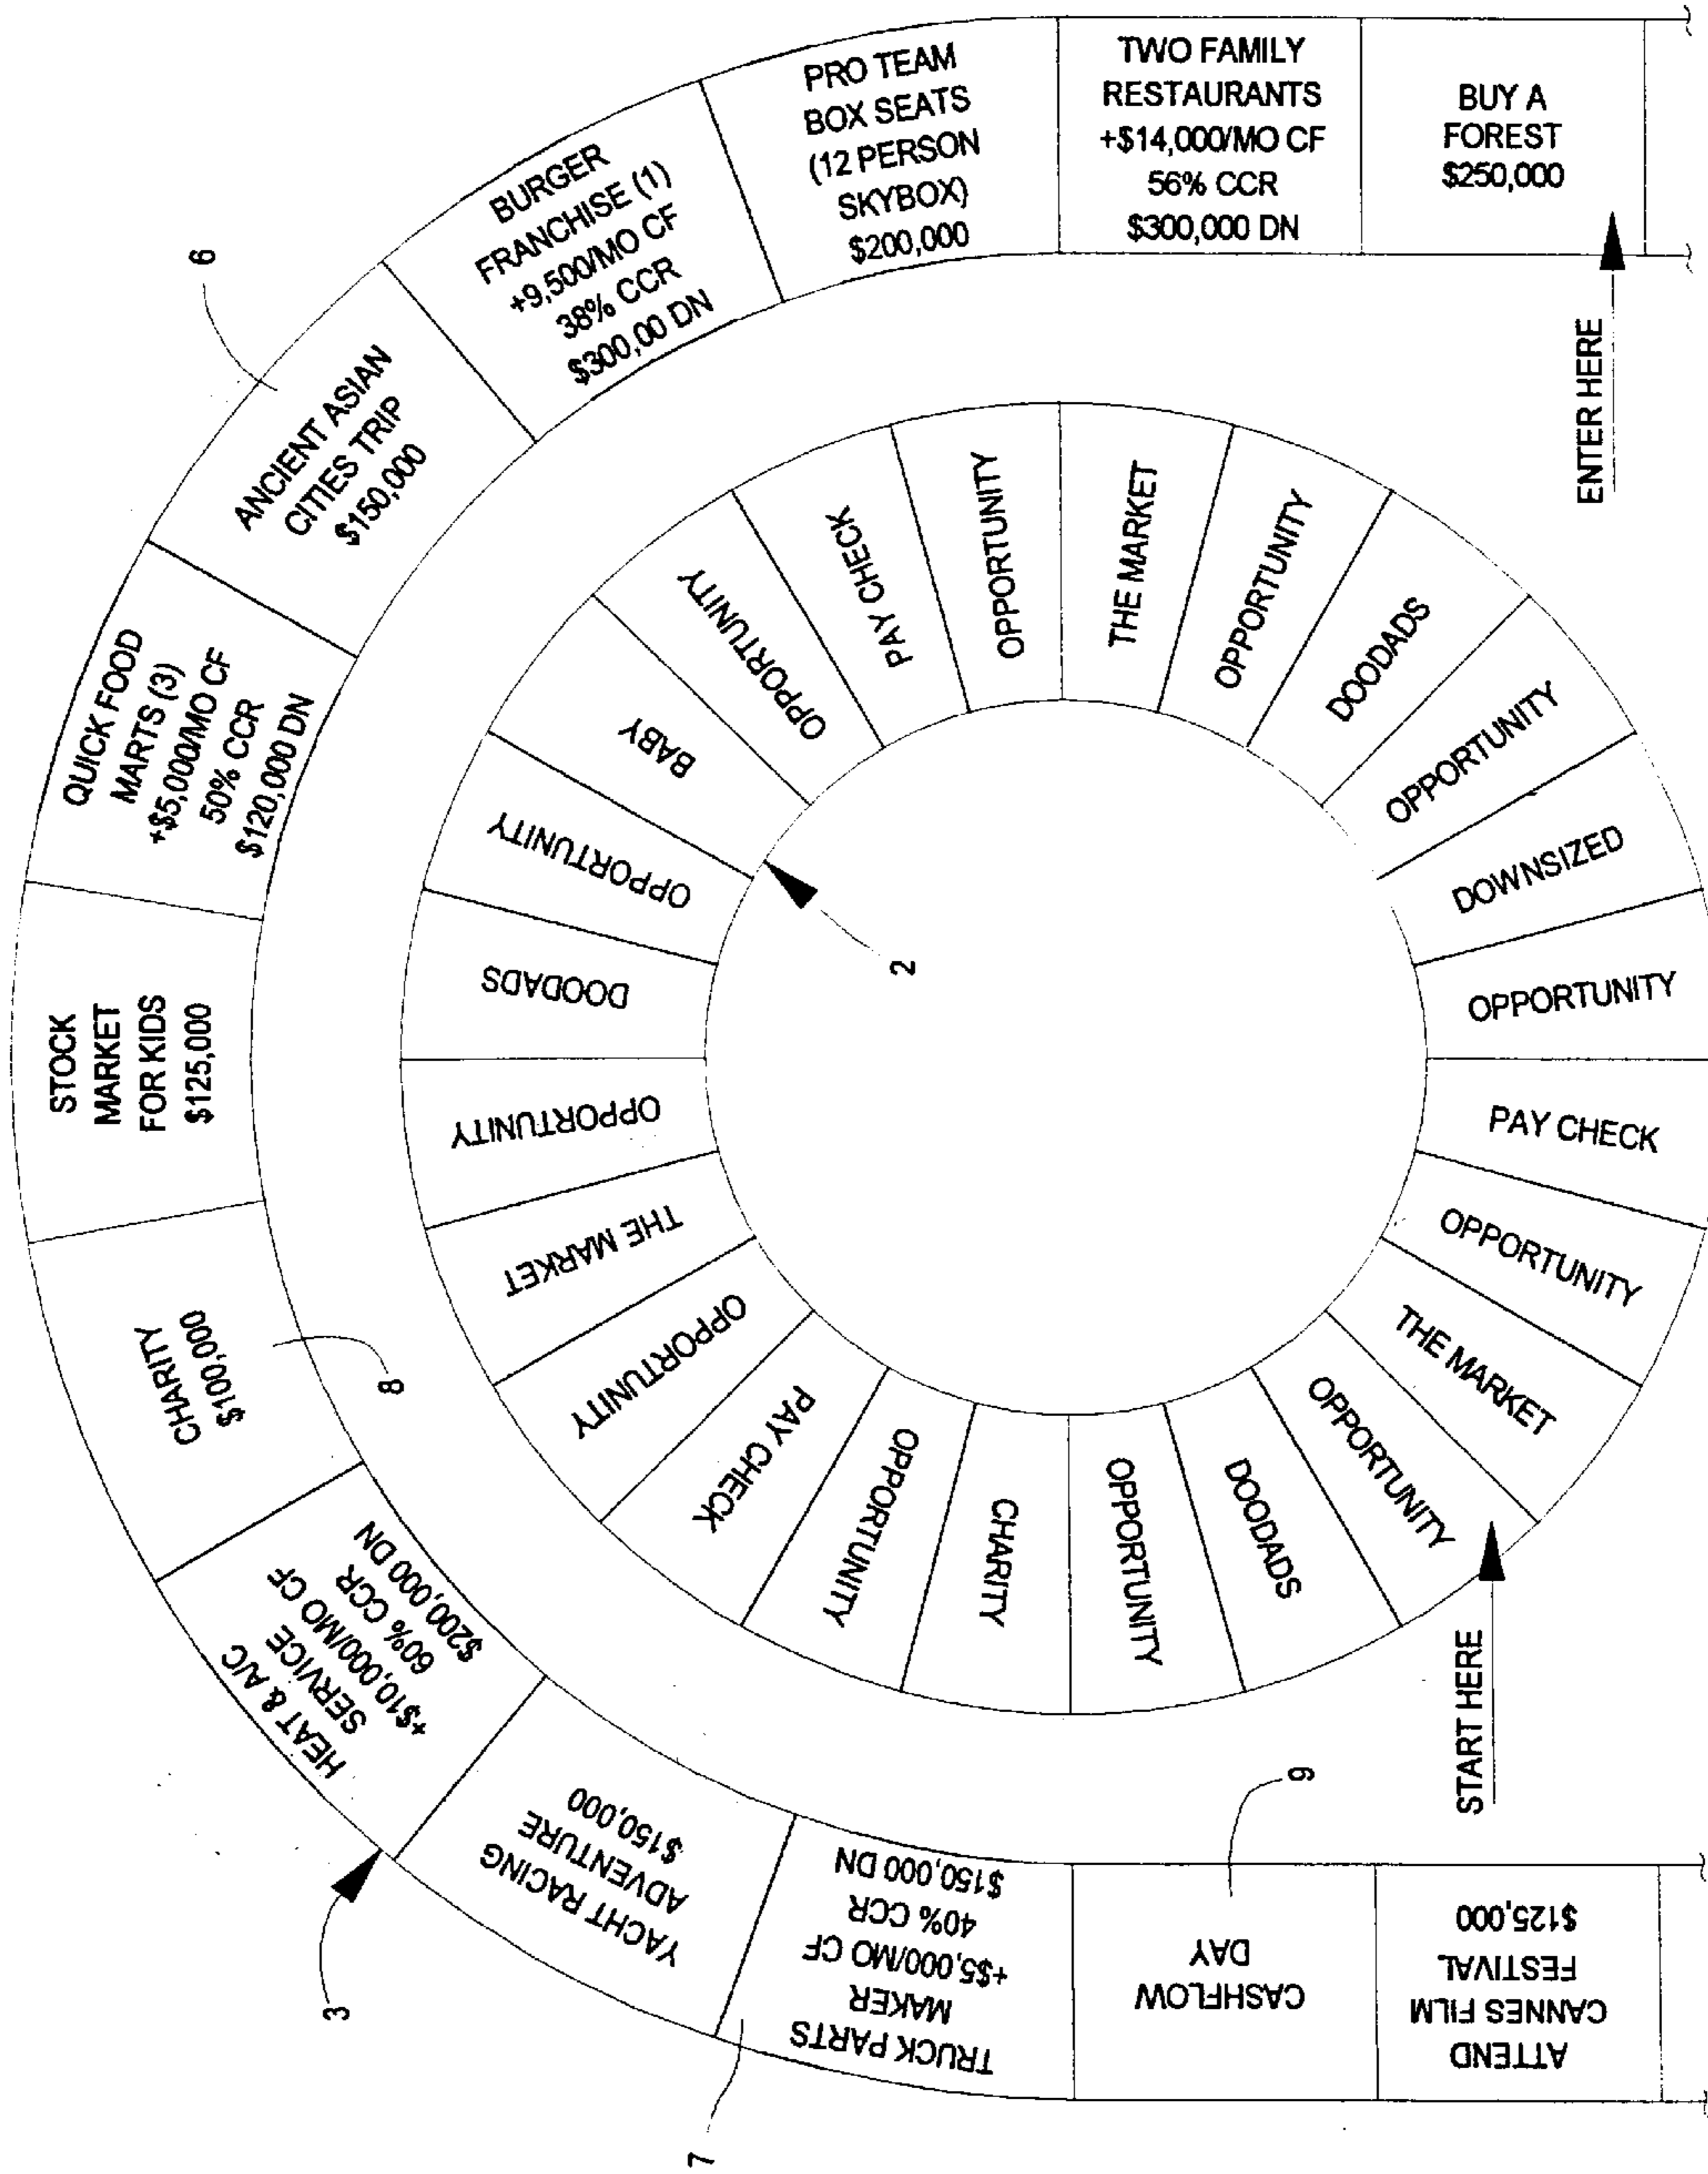 ATTEND
CANNES FILM
FESTIVAL
$125,000
CASHFLOW
DAY
9
TRUCK PARTS
MAKER
+$5,000/MO CF
40% CCR
$150,000 DN
7
YACHT RACING
ADVENTURE
$150,000
3
HEAT & A/C
SERVICE
+$10,000/MO CF
60% CCR
$200,000 DN
CHARITY
$100,000
8
STOCK
MARKET
FOR KIDS
$125,000
QUICK FOOD
MARTS (3)
+$5,000/MO CF
50% CCR
$120,000 DN
ANCIENT ASIAN
CITIES TRIP
$150,000
6
BURGER
FRANCHISE (1)
+9,500/MO CF
38% CCR
$300,00 DN
PRO TEAM
BOX SEATS
(12 PERSON
SKYBOX)
$200,000
TWO FAMILY
RESTAURANTS
+$14,000/MO CF
56% CCR
$300,000 DN
BUY A
FOREST
$250,000
ENTER HERE
START HERE
OPPORTUNITY
DOODADS
OPPORTUNITY
CHARITY
OPPORTUNITY
PAY CHECK
OPPORTUNITY
THE MARKET
OPPORTUNITY
DOODADS
OPPORTUNITY
BABY
OPPORTUNITY
PAY CHECK
OPPORTUNITY
THE MARKET
OPPORTUNITY
DOODADS
OPPORTUNITY
DOWNSIZED
OPPORTUNITY
PAY CHECK
OPPORTUNITY
THE MARKET
2